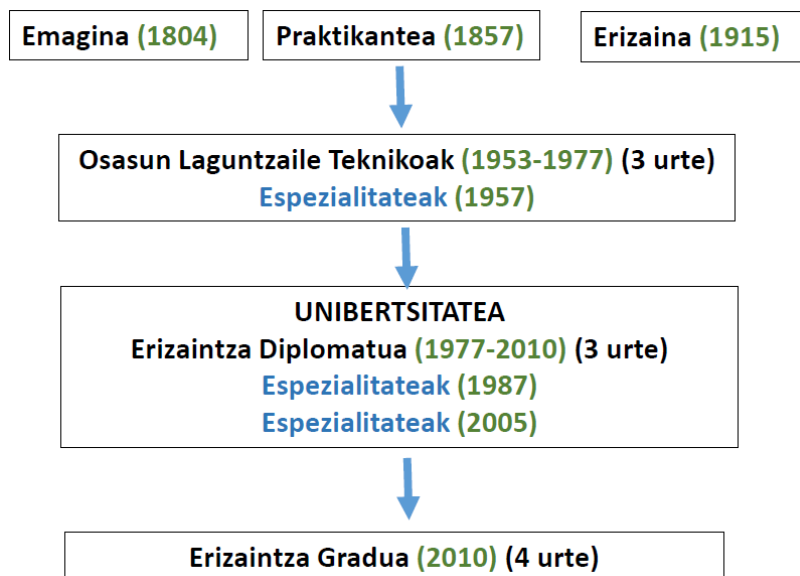 Emagina (1804)
Praktikantea (1857)
Erizaina (1915)
Osasun Laguntzaile Teknikoak (1953-1977) (3 urte)
Espezialitateak (1957)
UNIBERTSITATEA
Erizaintza Diplomatua (1977-2010) (3 urte)
Espezialitateak (1987)
Espezialitateak (2005)
Erizaintza Gradua (2010) (4 urte)